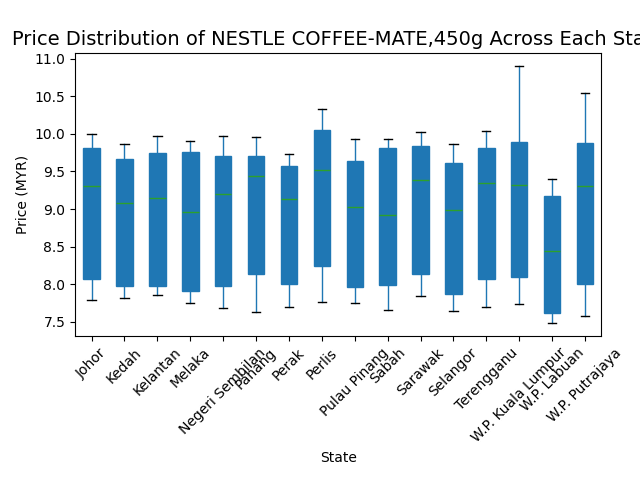 Price Distribution of NESTLE COFFEE-MATE,450g Across Each Sta
11.0
10.5
10.0
9.5
9.0
8.5
8.0
7.5
Price (MYR)
Johor
Kedah
Kelantan
Melaka
Negeri Sembilan
Pahang
Perak
Perlis
Pulau Pinang
Sabah
Sarawak
Selangor
Terengganu
W.P. Kuala Lumpur
W.P. Labuan
W.P. Putrajaya
State